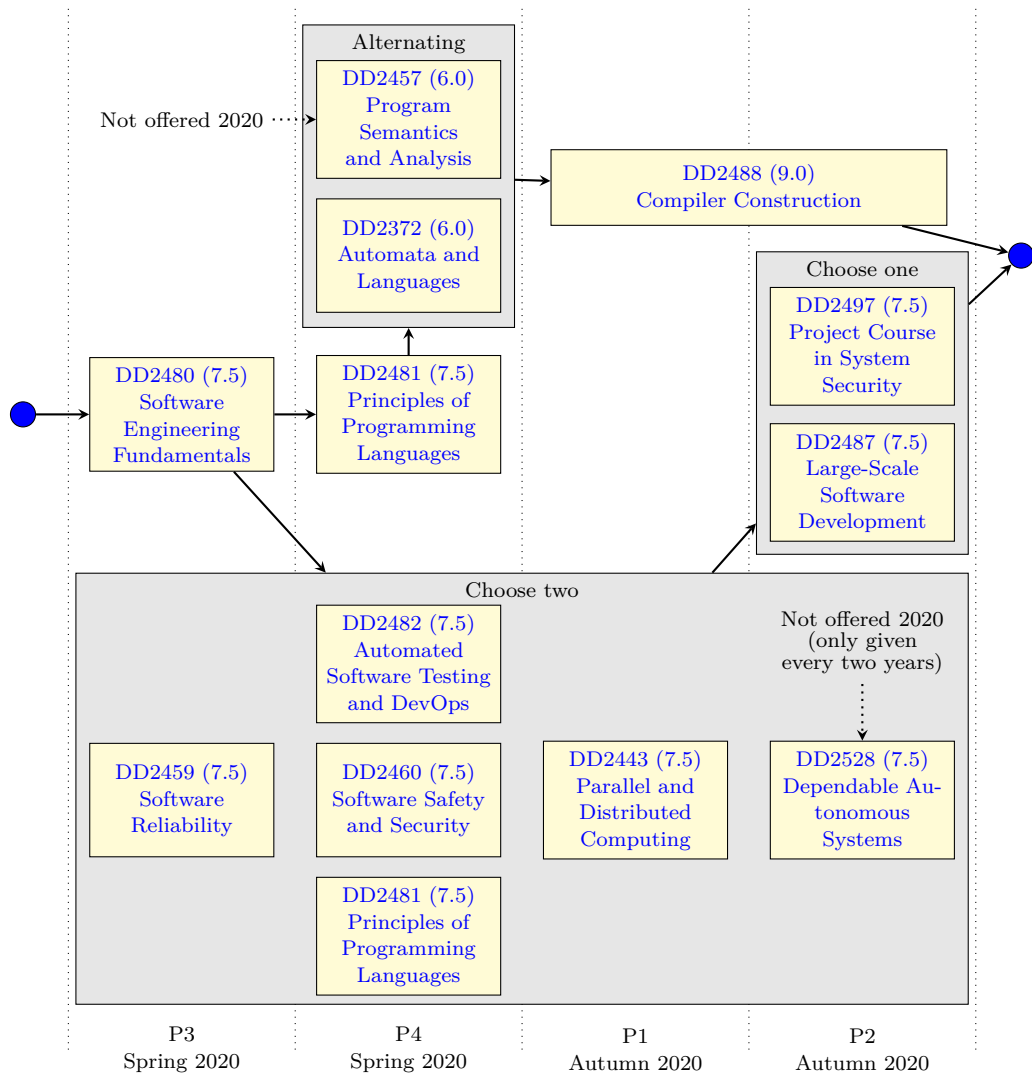 Alternating
DD2457 (6.0)
Program
Semantics
and Analysis
Not offered 2020
DD2372 (6.0)
Automata and
Languages
DD2488 (9.0)
Compiler Construction
Choose one
DD2497 (7.5)
Project Course
in System
Security
DD2487 (7.5)
Large-Scale
Software
Development
DD2480 (7.5)
Software
Engineering
Fundamentals
DD2481 (7.5)
Principles of
Programming
Languages
Choose two
DD2482 (7.5)
Automated
Software Testing
and DevOps
Not offered 2020
(only given
every two years)
DD2459 (7.5)
Software
Reliability
DD2460 (7.5)
Software Safety
and Security
DD2443 (7.5)
Parallel and
Distributed
Computing
DD2528 (7.5)
Dependable Au-
tonomous
Systems
DD2481 (7.5)
Principles of
Programming
Languages
P3
Spring 2020
P4
Spring 2020
P1
Autumn 2020
P2
Autumn 2020